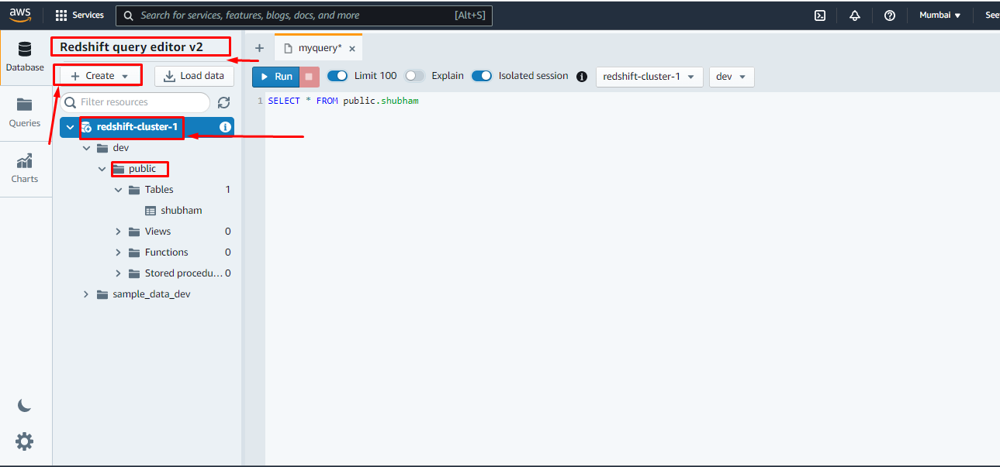 aws Services Search for services, features, blogs, docs, and more [Alt+S] Mumbai ▼ See
Database
Queries
Charts
Redshift query editor v2
+ Create ▼ Load data
Filter resources
redshift-cluster-1
dev
public
Tables 1
shubham
Views 0
Functions 0
Stored procedu... 0
sample_data_dev
+ myquery* ×
Run Limit 100 Explain Isolated session redshift-cluster-1 ▼ dev ▼
1 SELECT * FROM public.shubham